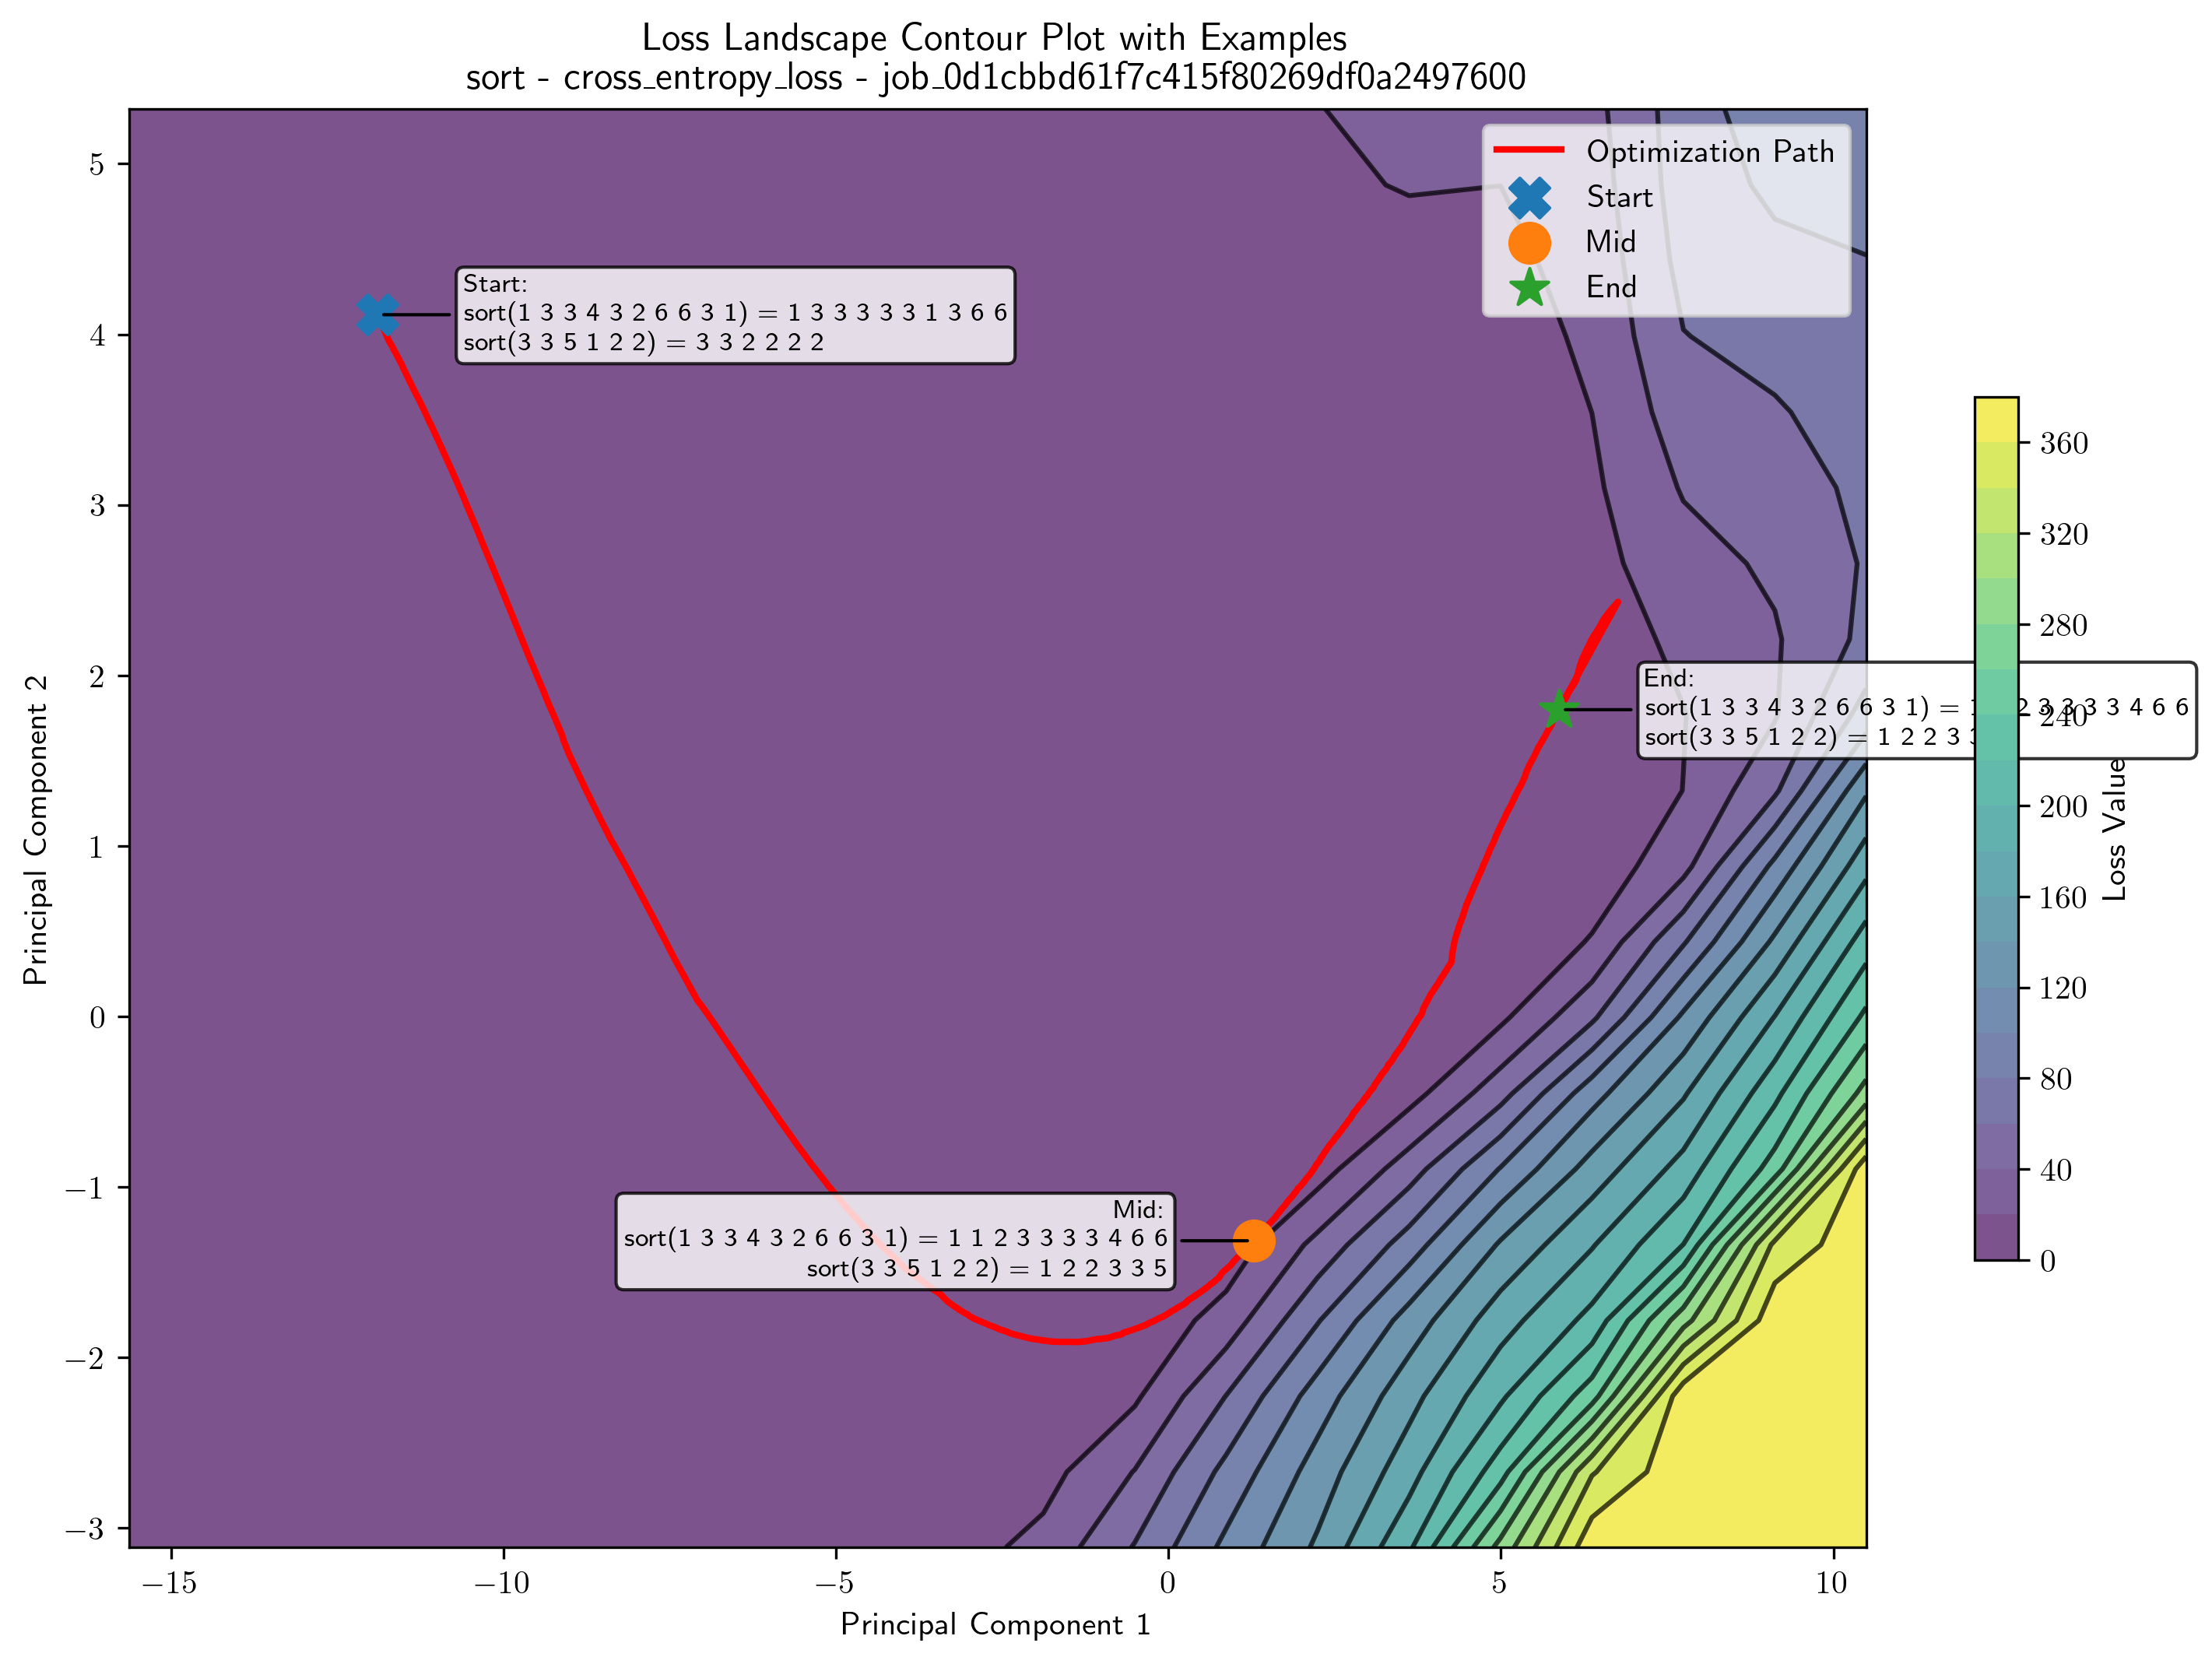 Loss Landscape Contour Plot with Examples
sort - cross_entropy_loss - job_0d1cbbd61f7c415f80269df0a2497600
Optimization Path
Start
Mid
End
Start:
sort(1 3 3 4 3 2 6 6 3 1) = 1 3 3 3 3 3 1 3 6 6
sort(3 3 5 1 2 2) = 3 3 2 2 2 2
End:
sort(1 3 3 4 3 2 6 6 3 1) = 2 3 3 3 4 6 6
sort(3 3 5 1 2 2) = 1 2 2 3
Mid:
sort(1 3 3 4 3 2 6 6 3 1) = 1 1 2 3 3 3 3 4 6 6
sort(3 3 5 1 2 2) = 1 2 2 3 3 5
5
4
3
2
1
0
−1
−2
−3
Principal Component 2
−15
−10
−5
0
5
10
Principal Component 1
360
320
280
240
200
160
120
80
40
0
Loss Value